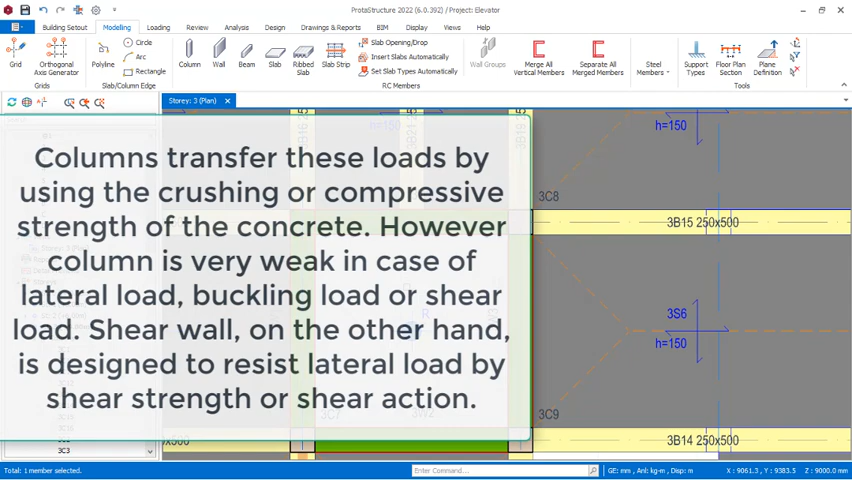 ProtaStructure 2022 (6.0.392) / Project: Elevator
Building Setout Modeling Loading Review Analysis Design Drawings & Reports BIM Display Views Help
Grid
Orthogonal
Axis Generator
Grids
Polyline
Circle
Arc
Rectangle
Slab/Column Edge
Column
Wall
Beam
Slab
Ribbed
Slab
Slab Strip
Slab Opening/Drop
Insert Slabs Automatically
Set Slab Types Automatically
R.C Members
Wall
Groups
Merge All
Vertical Members
Separate All
Merged Members
Steel
Members
Support
Types
Floor Plan
Section
Plane
Definition
Tools
Storey: 3 (Plan)
Columns transfer these loads by
using the crushing or compressive
strength of the concrete. However
column is very weak in case of
lateral load, buckling load or shear
load. Shear wall, on the other hand,
is designed to resist lateral load by
shear strength or shear action.
h=150
h=150
3C8
3B15 250x500
3S6
h=150
R
3C7
3W2
3C9
3B14 250x500
3C3
Total: 1 member selected.
Enter Command...
GE: mm , Anl: kg-m , Disp: m
X : 9061.3 , Y : 9383.5
Z : 9000.0 mm